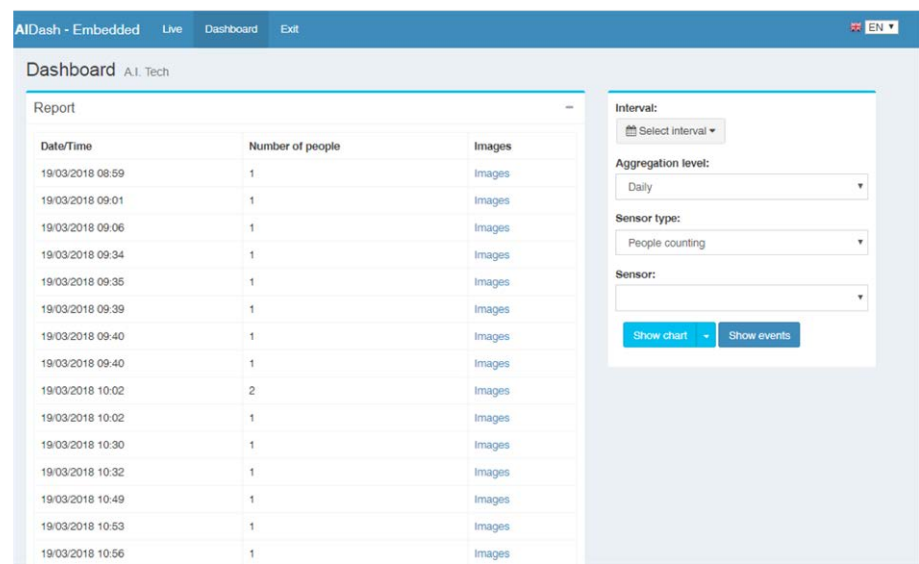 AIDash - Embedded Live Dashboard Exit EN
Dashboard A.I. Tech
Report
Date/Time Number of people Images
19/03/2018 08:59 1 Images
19/03/2018 09:01 1 Images
19/03/2018 09:06 1 Images
19/03/2018 09:34 1 Images
19/03/2018 09:35 1 Images
19/03/2018 09:39 1 Images
19/03/2018 09:40 1 Images
19/03/2018 09:40 1 Images
19/03/2018 10:02 2 Images
19/03/2018 10:02 1 Images
19/03/2018 10:30 1 Images
19/03/2018 10:32 1 Images
19/03/2018 10:49 1 Images
19/03/2018 10:53 1 Images
19/03/2018 10:56 1 Images
Interval:
Select interval
Aggregation level:
Daily
Sensor type:
People counting
Sensor:
Show chart Show events